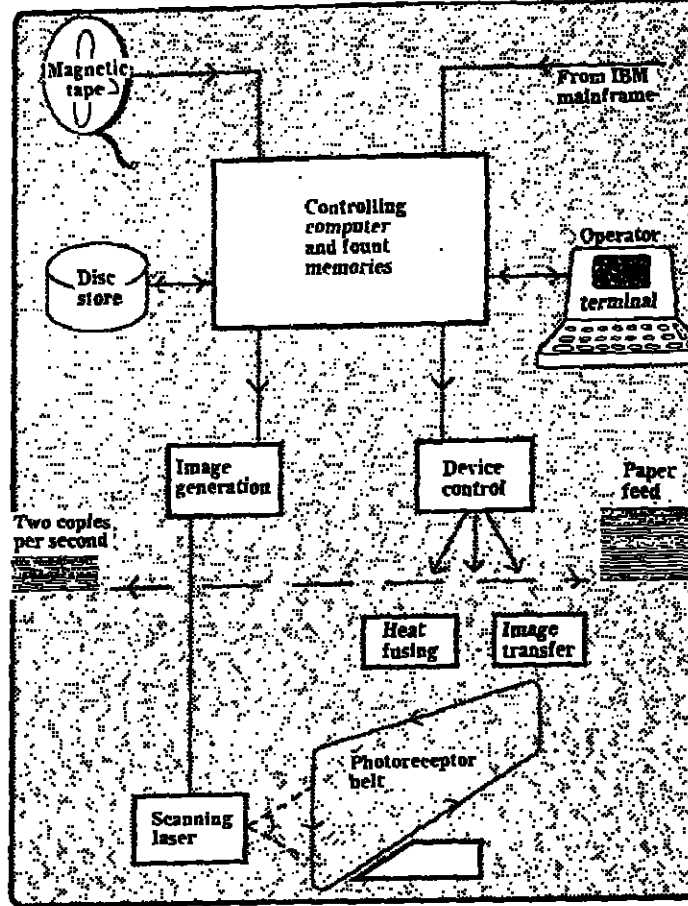 Magnetic
tape
From IBM
mainframe
Controlling
computer
and fount
memories
Operator
terminal
Disc
store
Image
generation
Device
control
Paper
feed
Two copies
per second
Heat
fusing
Image
transfer
Photoreceptor
belt
Scanning
laser